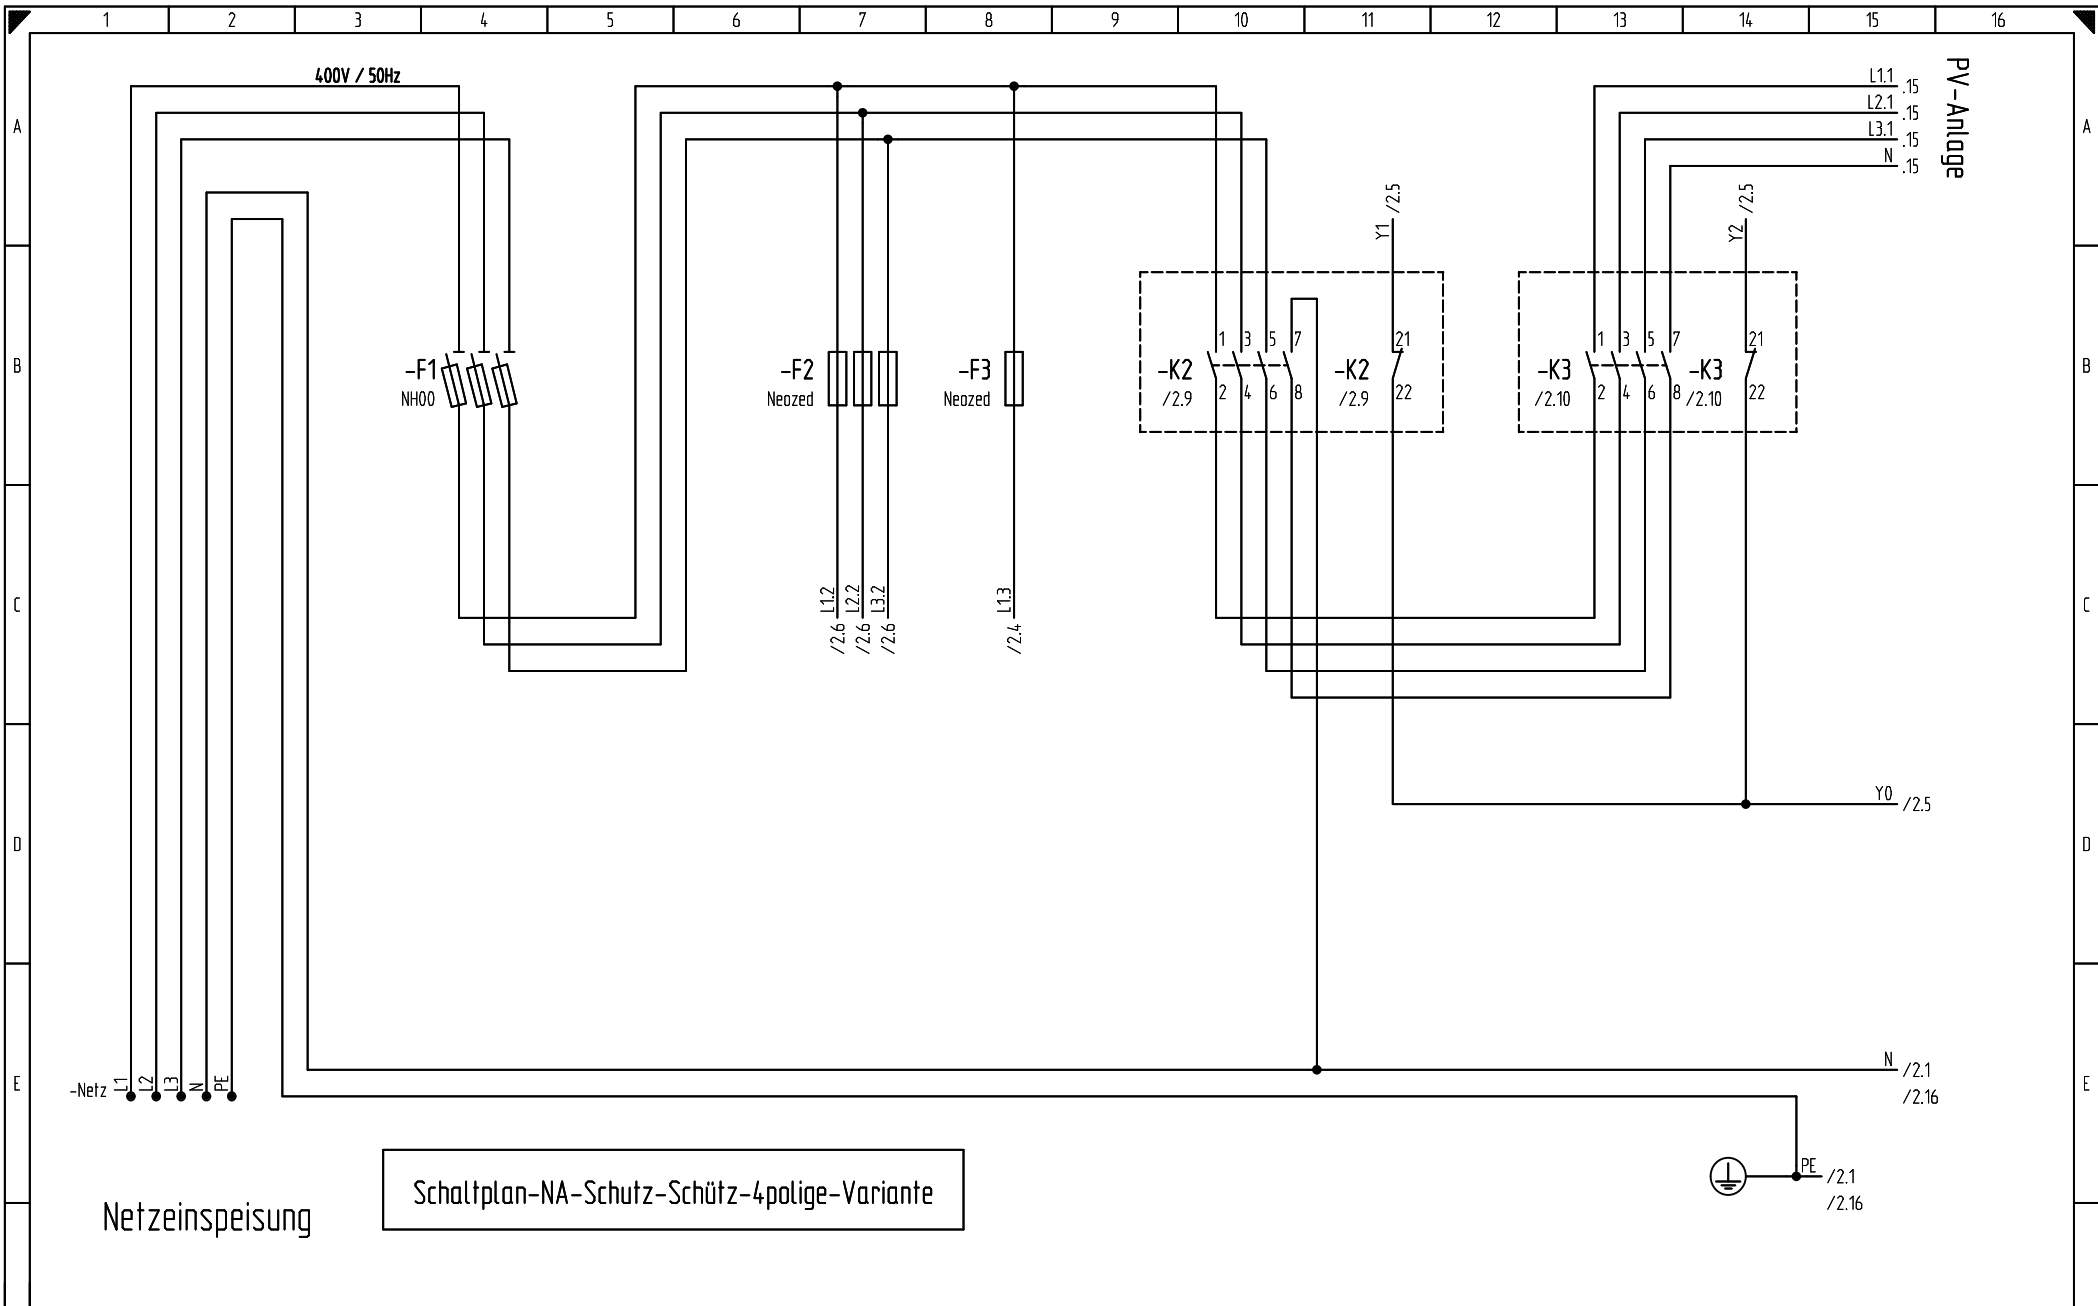 1 2 3 4 5 6 7 8 9 10 11 12 13 14 15 16
400V / 50Hz
L1.1 .15
L2.1 .15
L3.1 .15
N .15
PV-Anlage
A A
Y1 /2.5
Y2 /2.5
B B
-F1
NH00
-F2
Neozed
-F3
Neozed
-K2
/2.9
1 3 5 7
2 4 6 8
-K2
/2.9
21
22
-K3
/2.10
1 3 5 7
2 4 6 8
-K3
/2.10
21
22
C C
L1.2 /2.6
L2.2 /2.6
L3.2 /2.6
L1.3 /2.4
Y0 /2.5
D D
E E
-Netz L1 L2 L3 N PE
N /2.1
/2.16
PE /2.1
/2.16
Schaltplan-NA-Schutz-Schütz-4polige-Variante
Netzeinspeisung